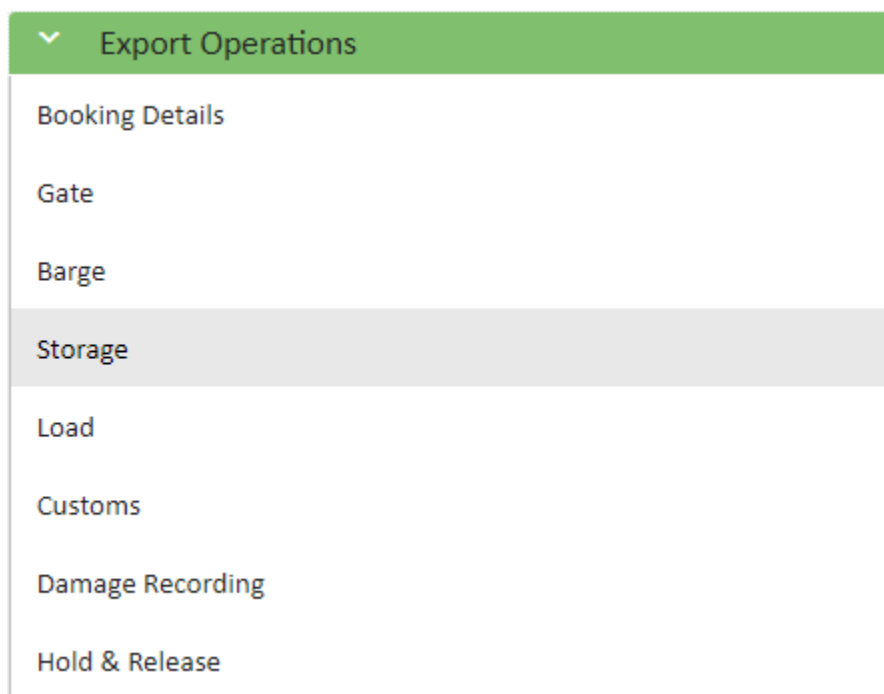 Export Operations
Booking Details
Gate
Barge
Storage
Load
Customs
Damage Recording
Hold & Release